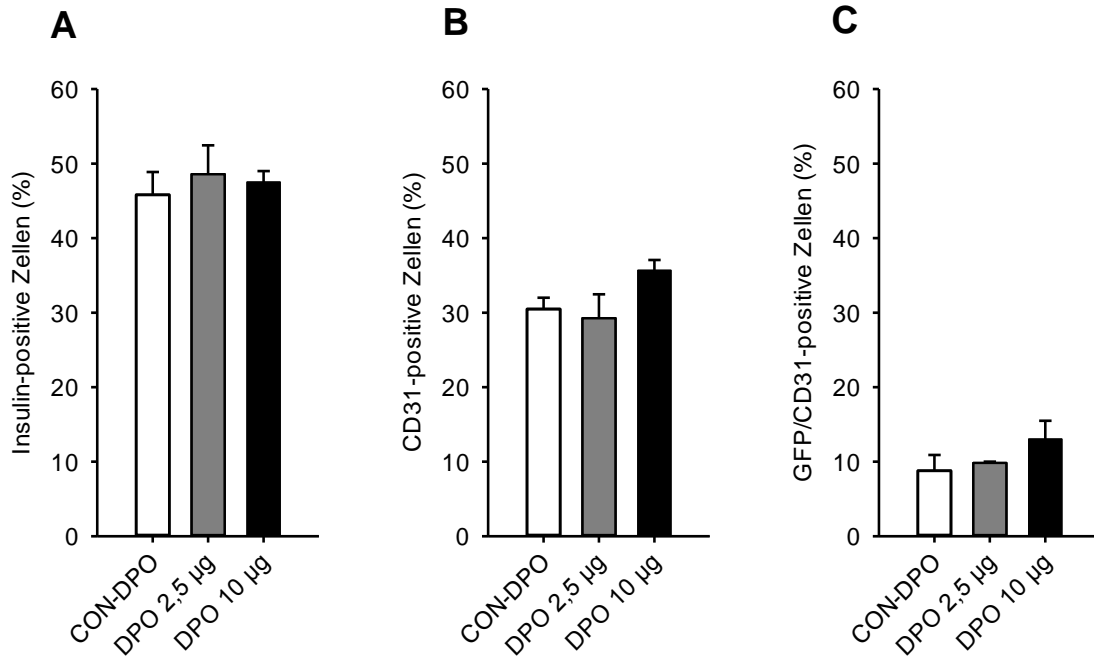 A
Insulin-positive Zellen (%)
60
50
40
30
20
10
0
CON-DPO
DPO 2,5 µg
DPO 10 µg
B
CD31-positive Zellen (%)
60
50
40
30
20
10
0
CON-DPO
DPO 2,5 µg
DPO 10 µg
C
GFP/CD31-positive Zellen (%)
60
50
40
30
20
10
0
CON-DPO
DPO 2,5 µg
DPO 10 µg